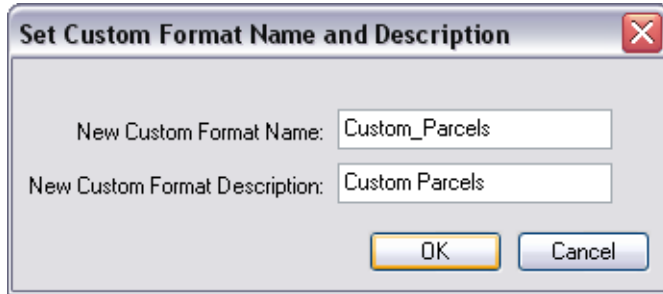 Set Custom Format Name and Description
New Custom Format Name: Custom_Parcels
New Custom Format Description: Custom Parcels
OK Cancel